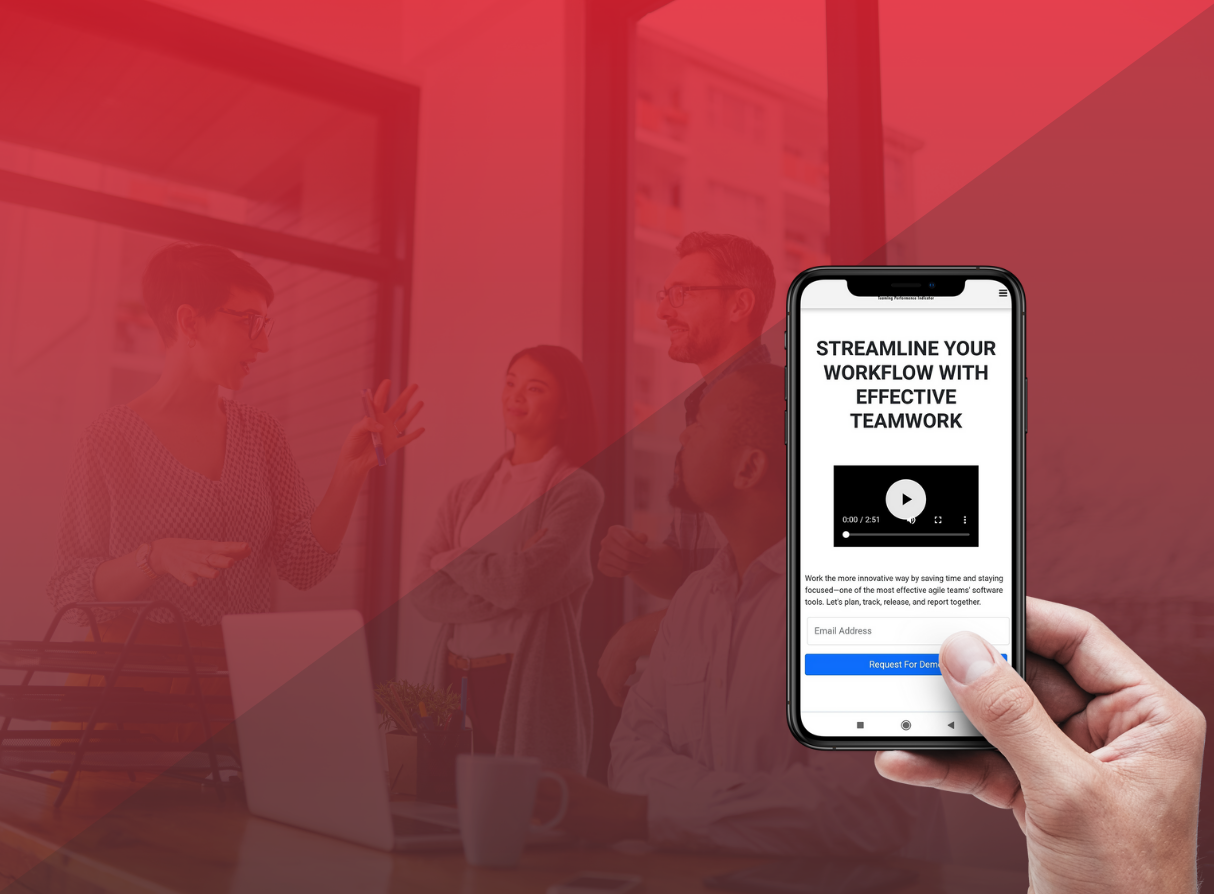 Teaming Performance Indicator
STREAMLINE YOUR
WORKFLOW WITH
EFFECTIVE
TEAMWORK
0:00 / 2:51
Work the more innovative way by saving time and staying
focused—one of the most effective agile teams' software
tools. Let's plan, track, release, and report together.
Email Address
Request For Demo